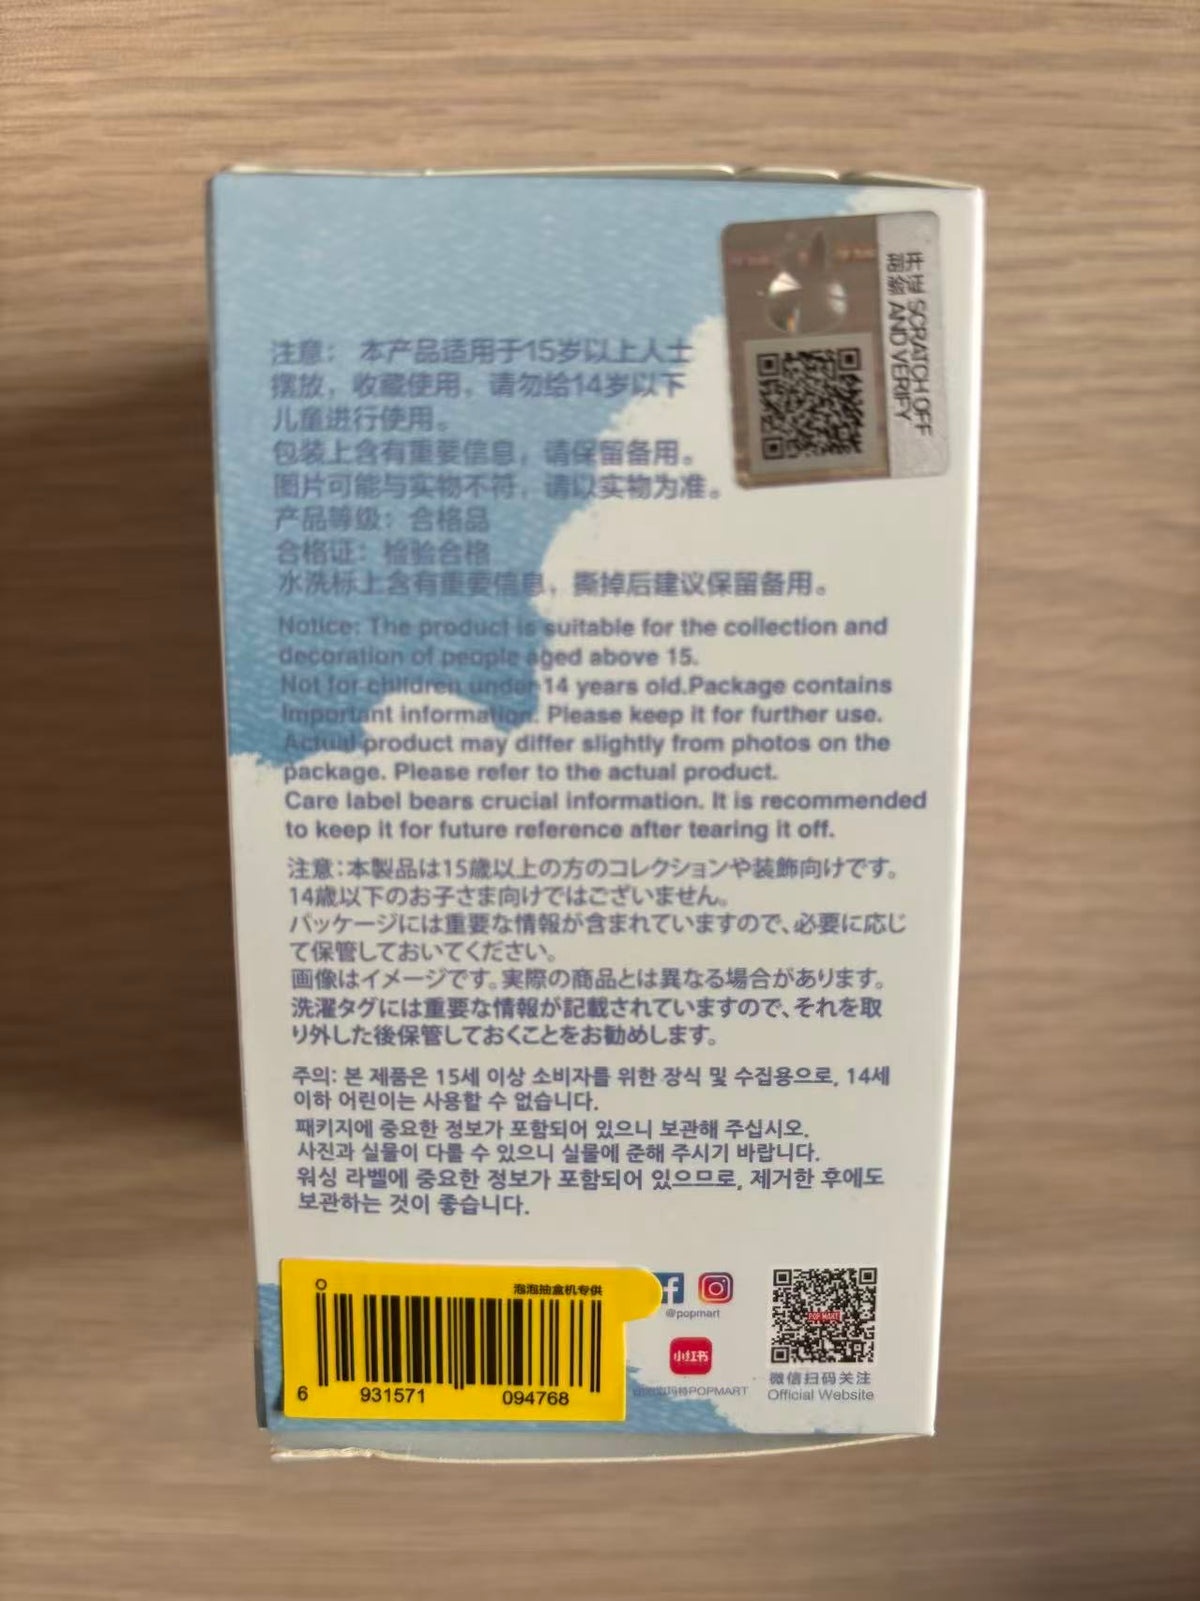 刮开
验证
SCRATCH OFF
AND VERIFY
注意： 本产品适用于15岁以上人士
摆放，收藏使用，请勿给14岁以下
儿童进行使用。
包装上含有重要信息，请保留备用。
图片可能与实物不符，请以实物为准。
产品等级：合格品
合格证：检验合格
水洗标上含有重要信息，撕掉后建议保留备用。
Notice: The product is suitable for the collection and
decoration of people aged above 15.
Not for children under 14 years old.Package contains
Important information. Please keep it for further use.
Actual product may differ slightly from photos on the
package. Please refer to the actual product.
Care label bears crucial information. It is recommended
to keep it for future reference after tearing it off.
注意：本製品は15歳以上の方のコレクションや装飾向けです。
14歳以下のお子さま向けではございません。
パッケージには重要な情報が含まれていますので、必要に応じ
て保管しておいてください。
画像はイメージです。実際の商品とは異なる場合があります。
洗濯タグには重要な情報が記載されていますので、それを取
り外した後保管しておくことをお勧めします。
주의: 본 제품은 15세 이상 소비자를 위한 장식 및 수집용으로, 14세
이하 어린이는 사용할 수 없습니다.
패키지에 중요한 정보가 포함되어 있으니 보관해 주십시오.
사진과 실물이 다를 수 있으니 실물에 준해 주시기 바랍니다.
워싱 라벨에 중요한 정보가 포함되어 있으므로, 제거한 후에도
보관하는 것이 좋습니다.
泡泡抽盒机专供
6 931571 094768
@popmart
小红书
玛特POPMART
POP MART
微信扫码关注
Official Website